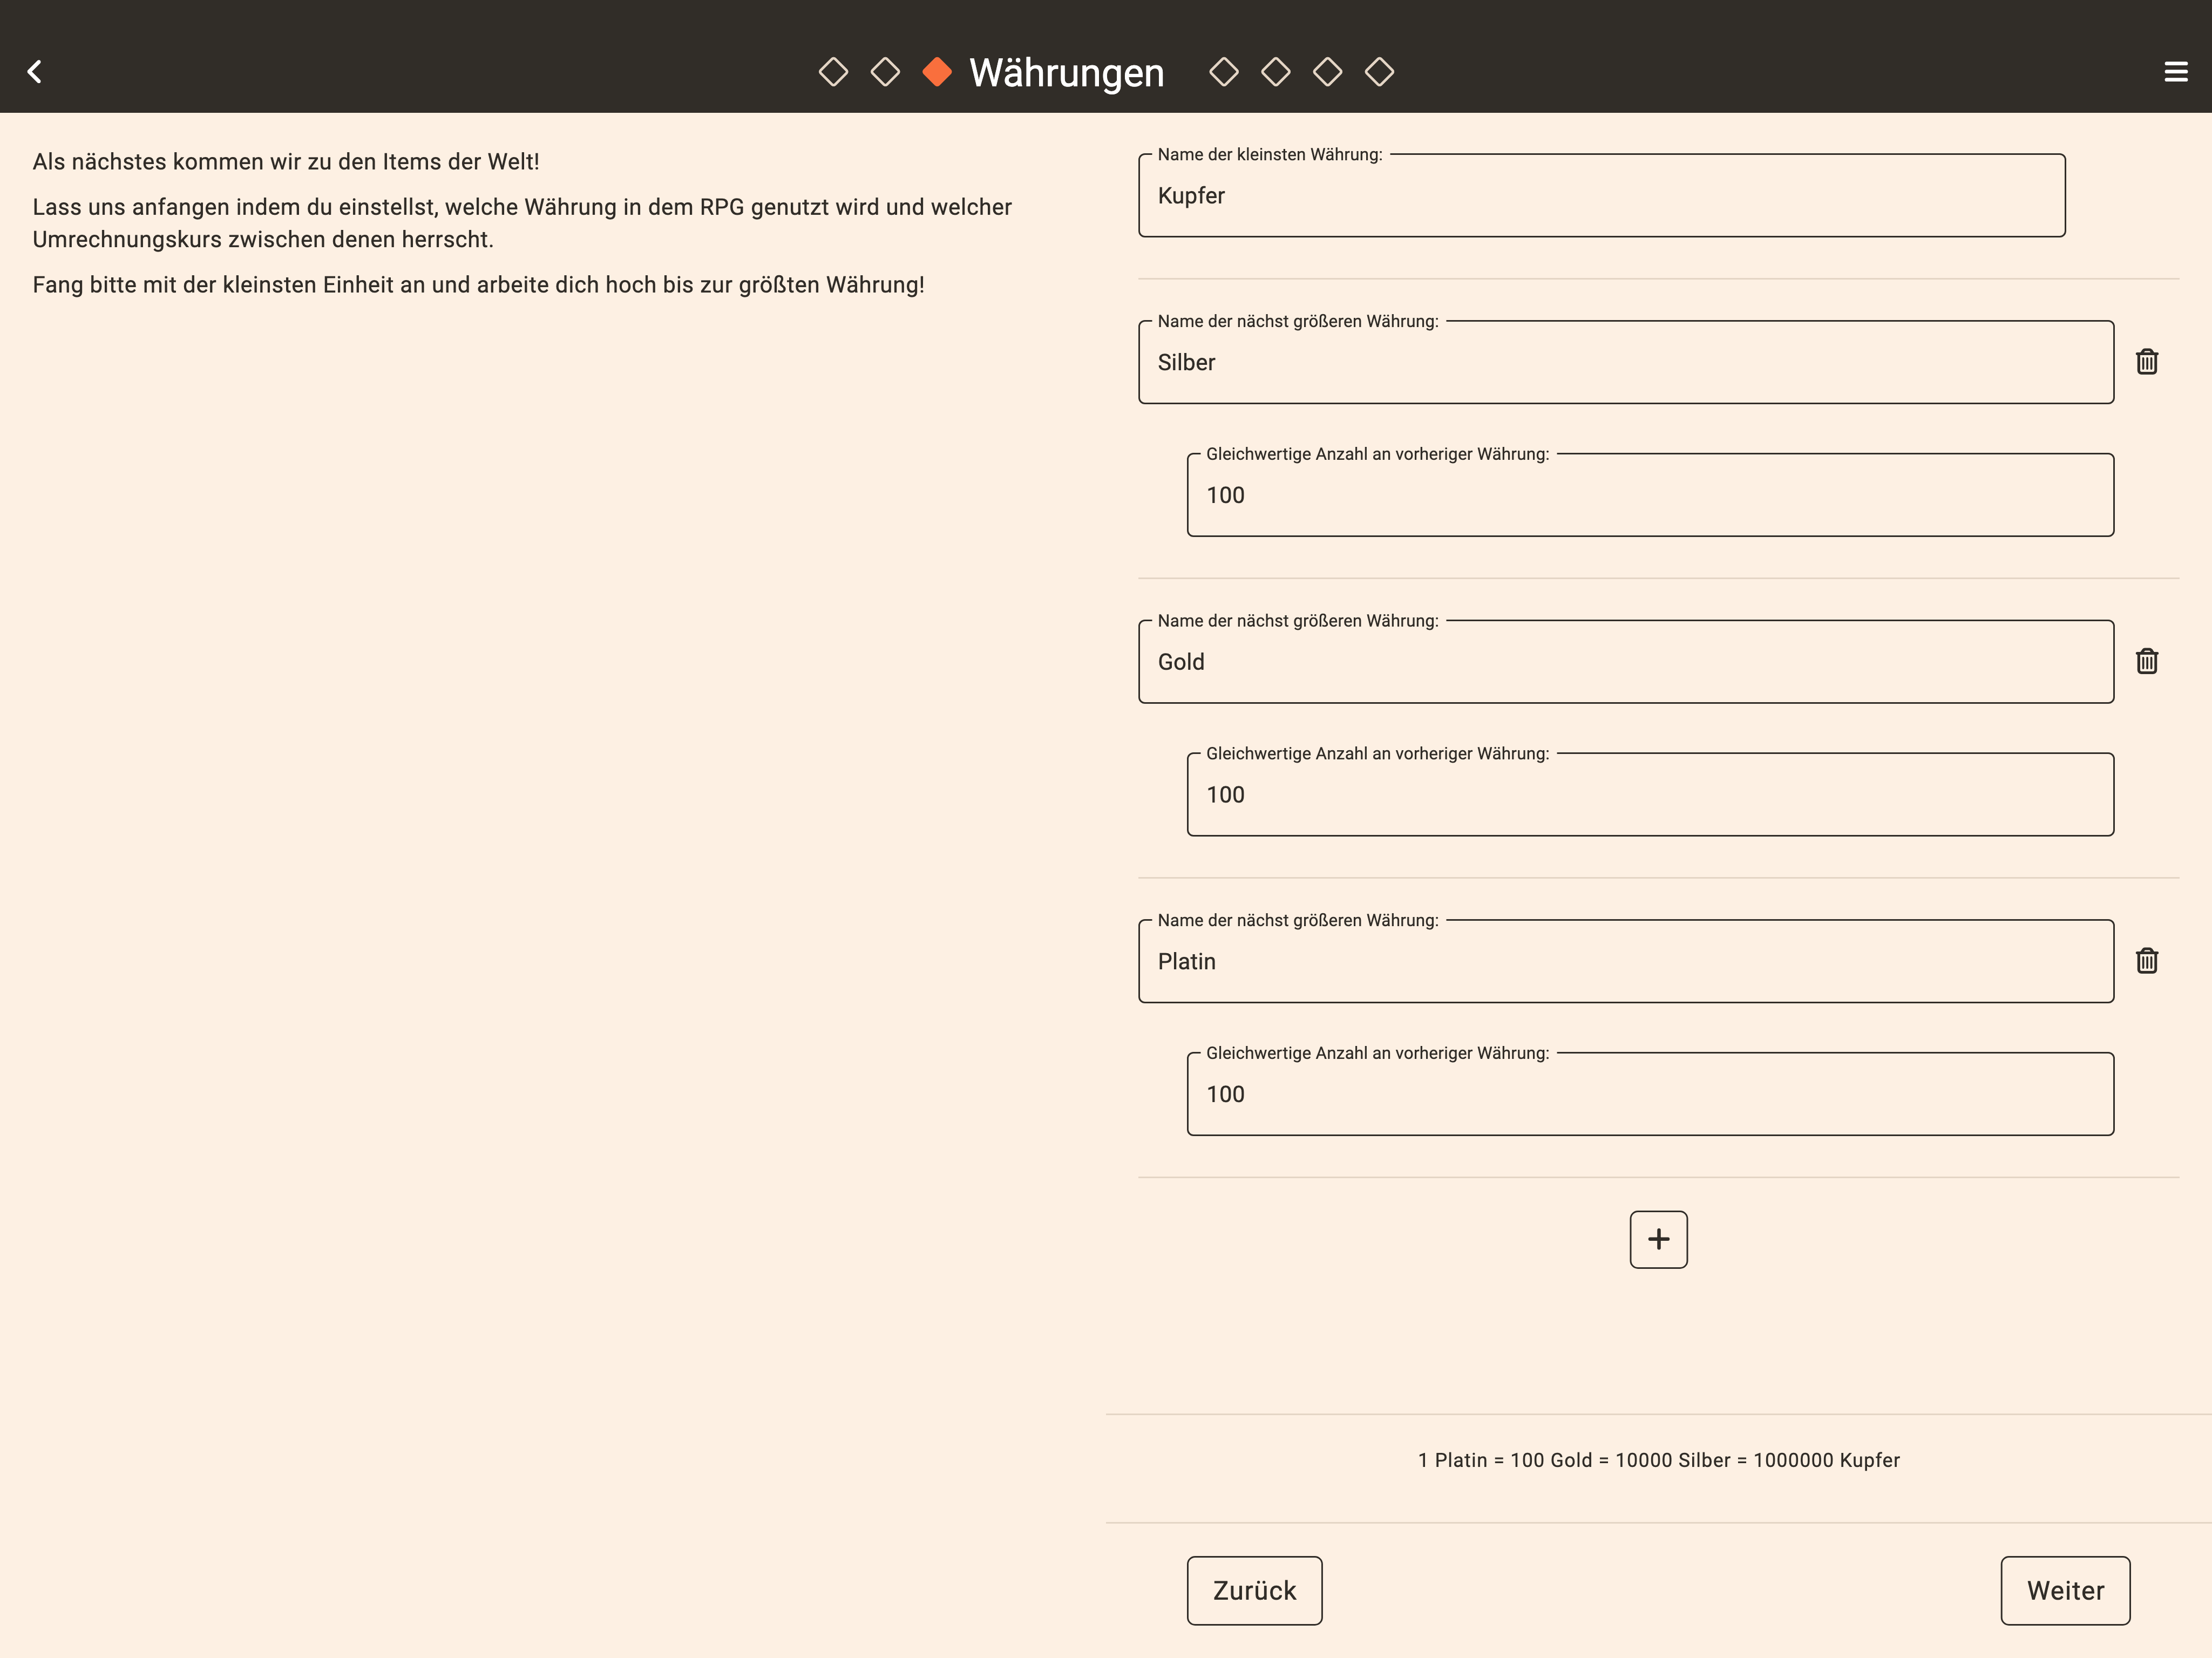 Währungen
Als nächstes kommen wir zu den Items der Welt!
Lass uns anfangen indem du einstellst, welche Währung in dem RPG genutzt wird und welcher
Umrechnungskurs zwischen denen herrscht.
Fang bitte mit der kleinsten Einheit an und arbeite dich hoch bis zur größten Währung!
Name der kleinsten Währung:
Kupfer
Name der nächst größeren Währung:
Silber
Gleichwertige Anzahl an vorheriger Währung:
100
Name der nächst größeren Währung:
Gold
Gleichwertige Anzahl an vorheriger Währung:
100
Name der nächst größeren Währung:
Platin
Gleichwertige Anzahl an vorheriger Währung:
100
1 Platin = 100 Gold = 10000 Silber = 1000000 Kupfer
Zurück
Weiter